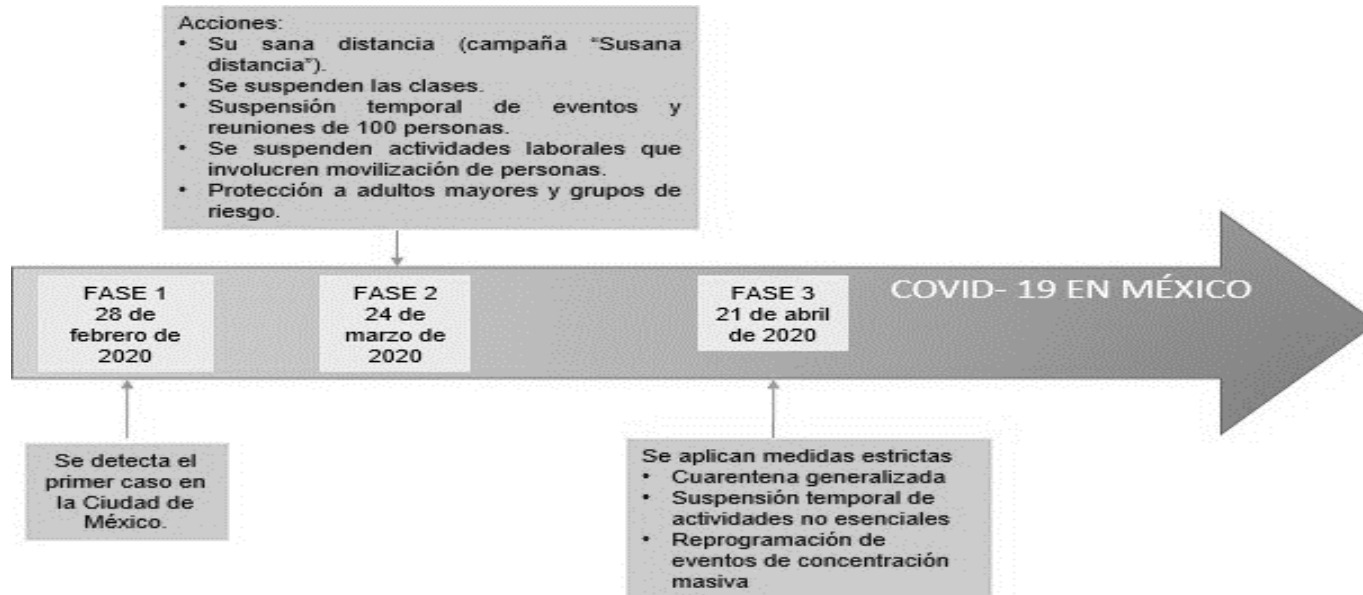 Acciones:
• Su sana distancia (campaña “Susana
distancia”).
• Se suspenden las clases.
• Suspensión temporal de eventos y
reuniones de 100 personas.
• Se suspenden actividades laborales que
involucren movilización de personas.
• Protección a adultos mayores y grupos de
riesgo.
FASE 1
28 de
febrero de
2020
FASE 2
24 de
marzo de
2020
FASE 3
21 de abril
de 2020
COVID- 19 EN MÉXICO
Se detecta el
primer caso en
la Ciudad de
México.
Se aplican medidas estrictas
• Cuarentena generalizada
• Suspensión temporal de
actividades no esenciales
• Reprogramación de
eventos de concentración
masiva